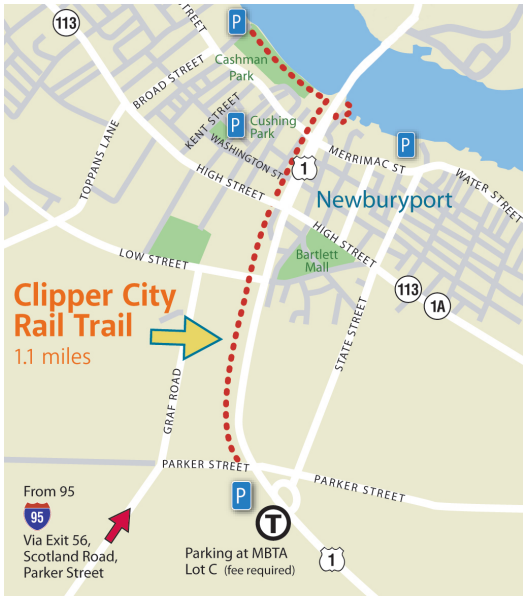 113
STREET
P
Cashman
Park
BROAD STREET
KENT STREET
P
Cushing
Park
WASHINGTON ST
TOPPANS LANE
HIGH STREET
1
MERRIMAC ST
P
WATER STREET
Newburyport
HIGH STREET
LOW STREET
Bartlett
Mall
113
1A
Clipper City
Rail Trail
1.1 miles
STATE STREET
GRAF ROAD
PARKER STREET
PARKER STREET
P
T
From 95
95
Via Exit 56,
Scotland Road,
Parker Street
Parking at MBTA
Lot C (fee required)
1